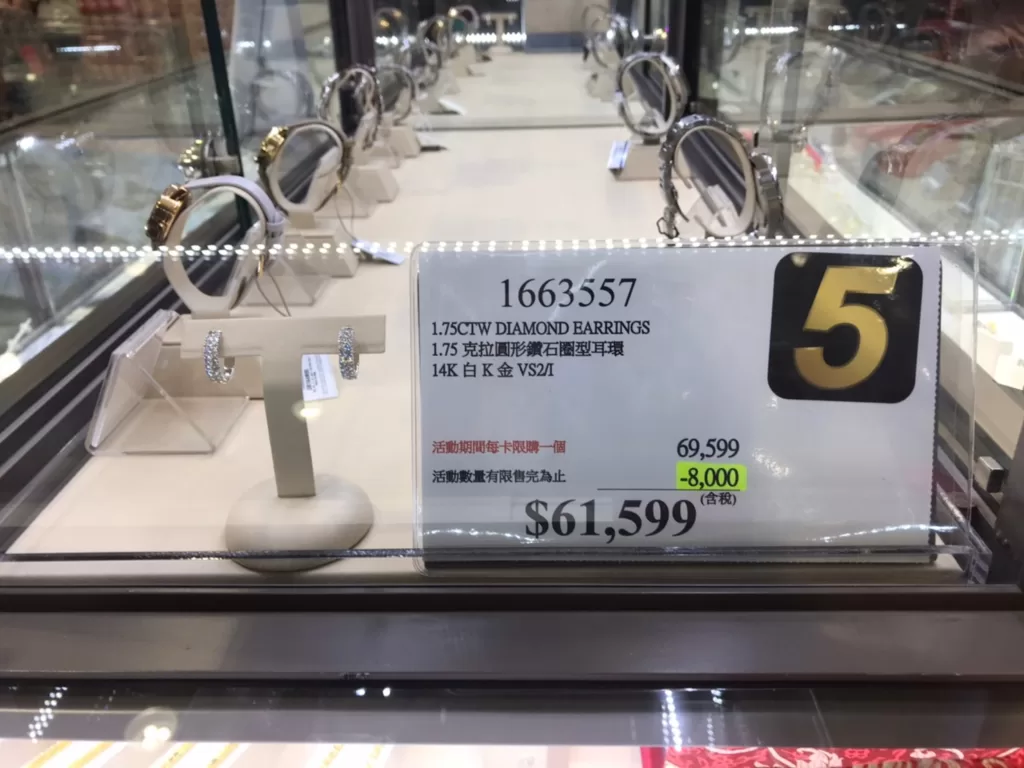 1663557
5
1.75CTW DIAMOND EARRINGS
1.75 克拉圓形鑽石圈型耳環
14K 白 K 金 VS2/I
活動期間每卡限購一個 69,599
活動數量有限售完為止 -8,000
(含稅)
$61,599